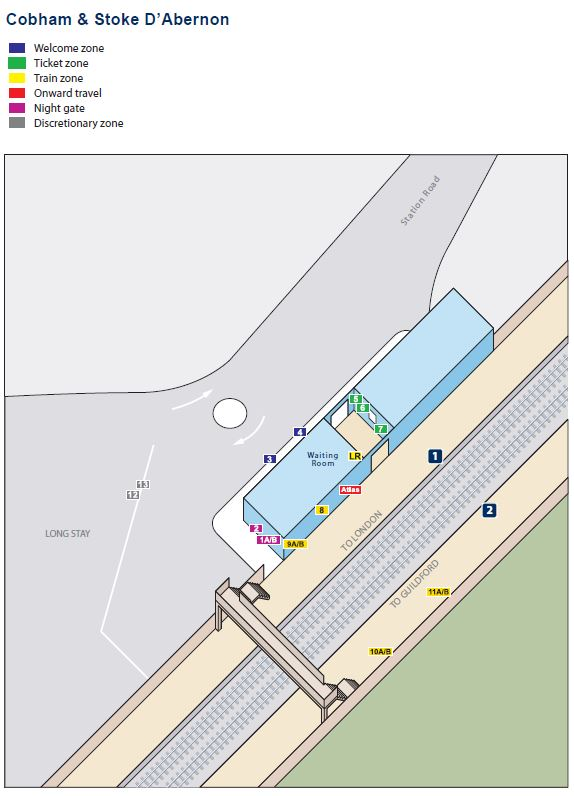 Cobham & Stoke D’Abernon
Welcome zone
Ticket zone
Train zone
Onward travel
Night gate
Discretionary zone
Station Road
5
6
7
4
3
Waiting
Room
LR
1
Atlas
13
12
8
2
2
1A/B
9A/B
LONG STAY
TO LONDON
TO GUILDFORD
11A/B
10A/B